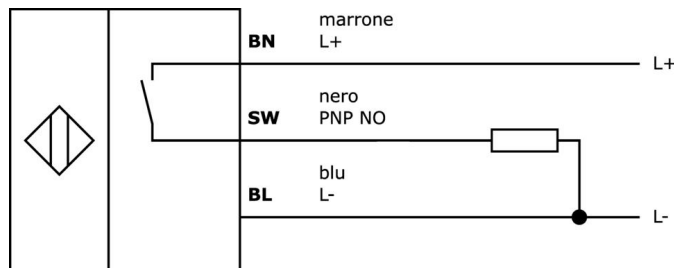 marrone
BN L+
L+
nero
SW PNP NO
blu
BL L-
L-